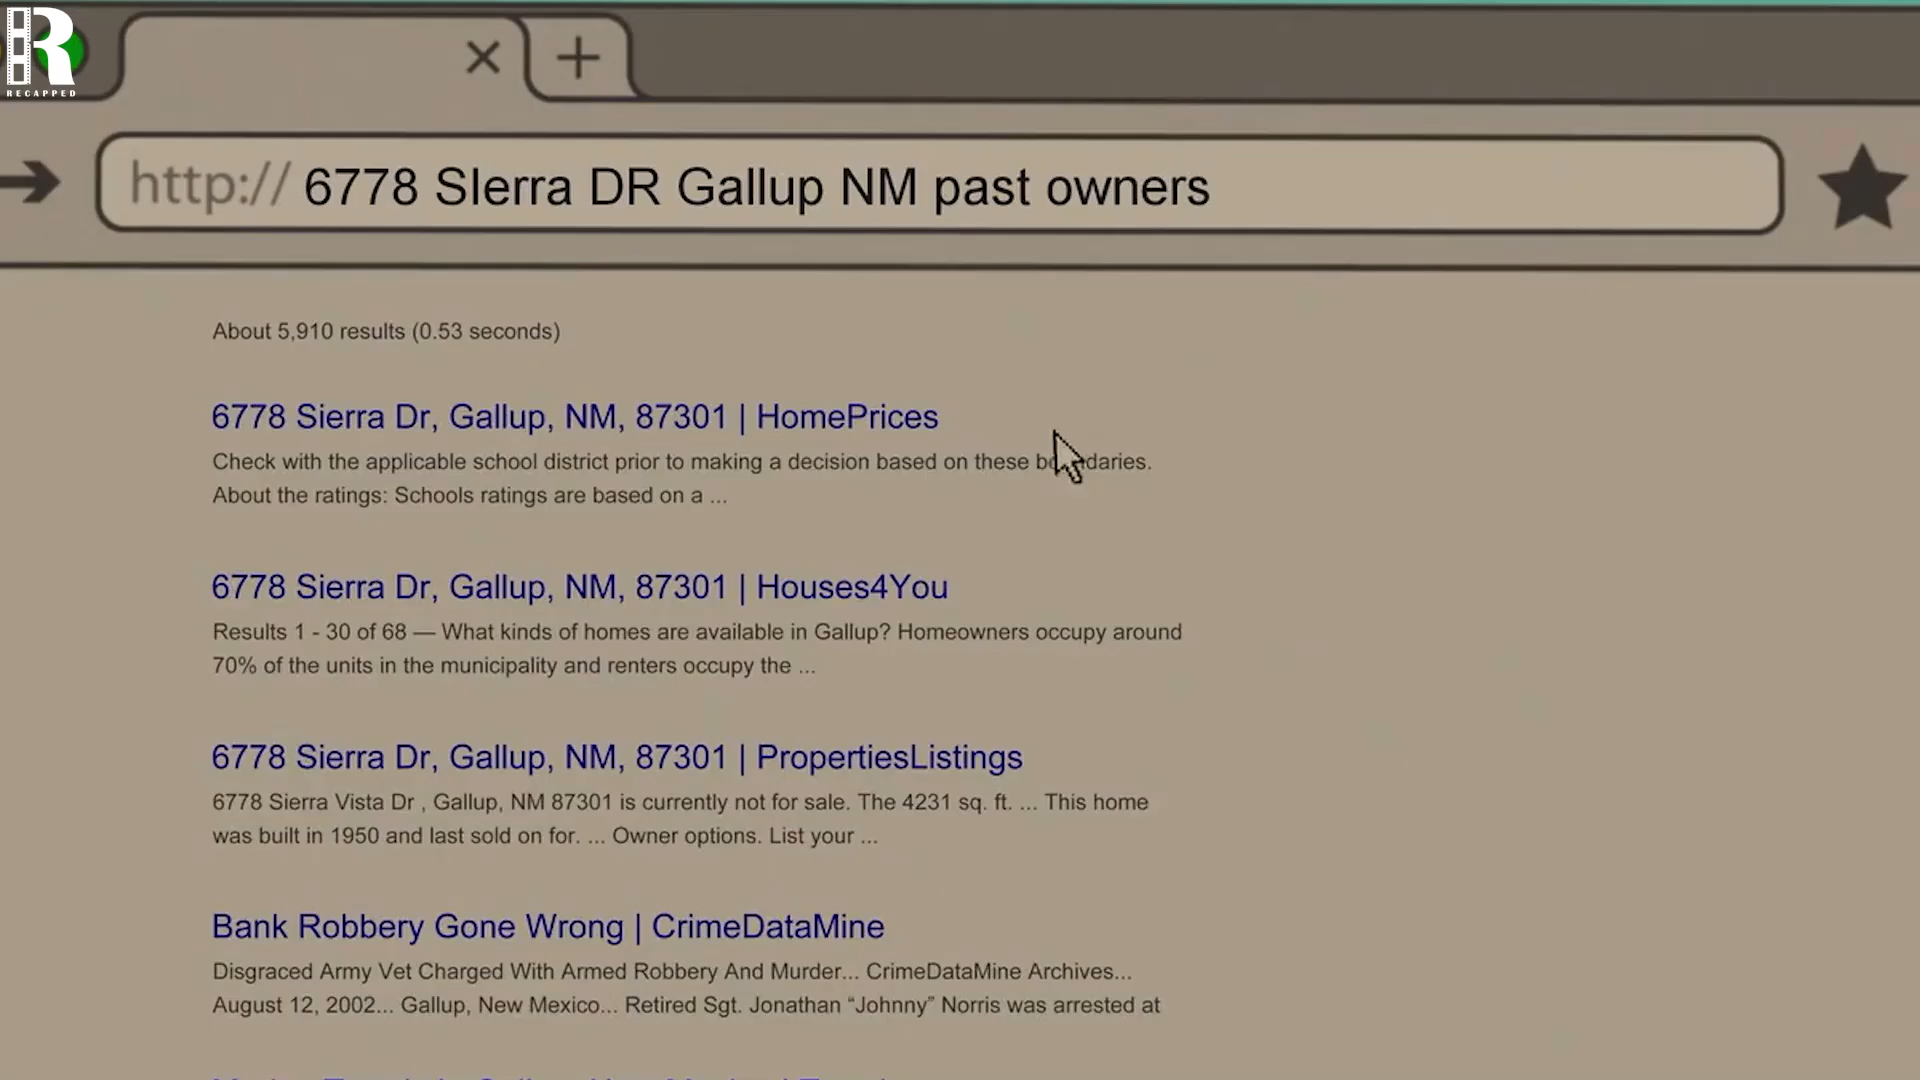 R
RECAPPED
http:// 6778 SIerra DR Gallup NM past owners
About 5,910 results (0.53 seconds)
6778 Sierra Dr, Gallup, NM, 87301 | HomePrices
Check with the applicable school district prior to making a decision based on these boundaries.
About the ratings: Schools ratings are based on a ...
6778 Sierra Dr, Gallup, NM, 87301 | Houses4You
Results 1 - 30 of 68 — What kinds of homes are available in Gallup? Homeowners occupy around
70% of the units in the municipality and renters occupy the ...
6778 Sierra Dr, Gallup, NM, 87301 | PropertiesListings
6778 Sierra Vista Dr , Gallup, NM 87301 is currently not for sale. The 4231 sq. ft. ... This home
was built in 1950 and last sold on for. ... Owner options. List your ...
Bank Robbery Gone Wrong | CrimeDataMine
Disgraced Army Vet Charged With Armed Robbery And Murder... CrimeDataMine Archives...
August 12, 2002... Gallup, New Mexico... Retired Sgt. Jonathan “Johnny” Norris was arrested at